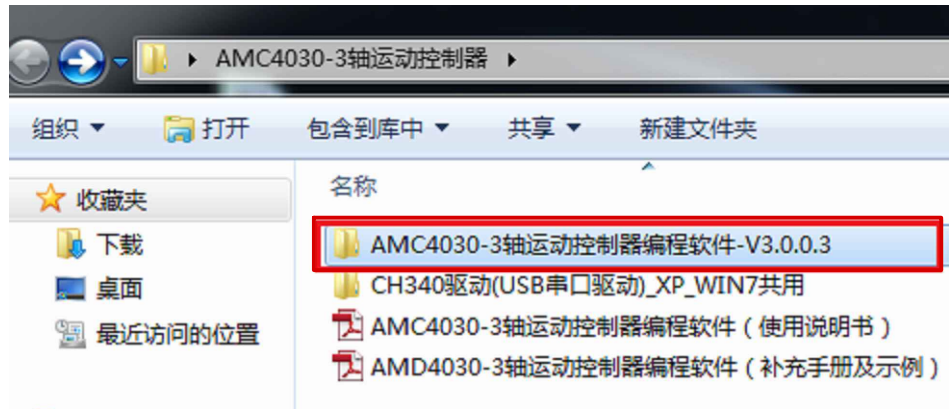 AMC4030-3轴运动控制器
组织 打开 包含到库中 共享 新建文件夹
收藏夹
下载
桌面
最近访问的位置
名称
AMC4030-3轴运动控制器编程软件-V3.0.0.3
CH340驱动(USB串口驱动)_XP_WIN7共用
AMC4030-3轴运动控制器编程软件（使用说明书）
AMD4030-3轴运动控制器编程软件（补充手册及示例）